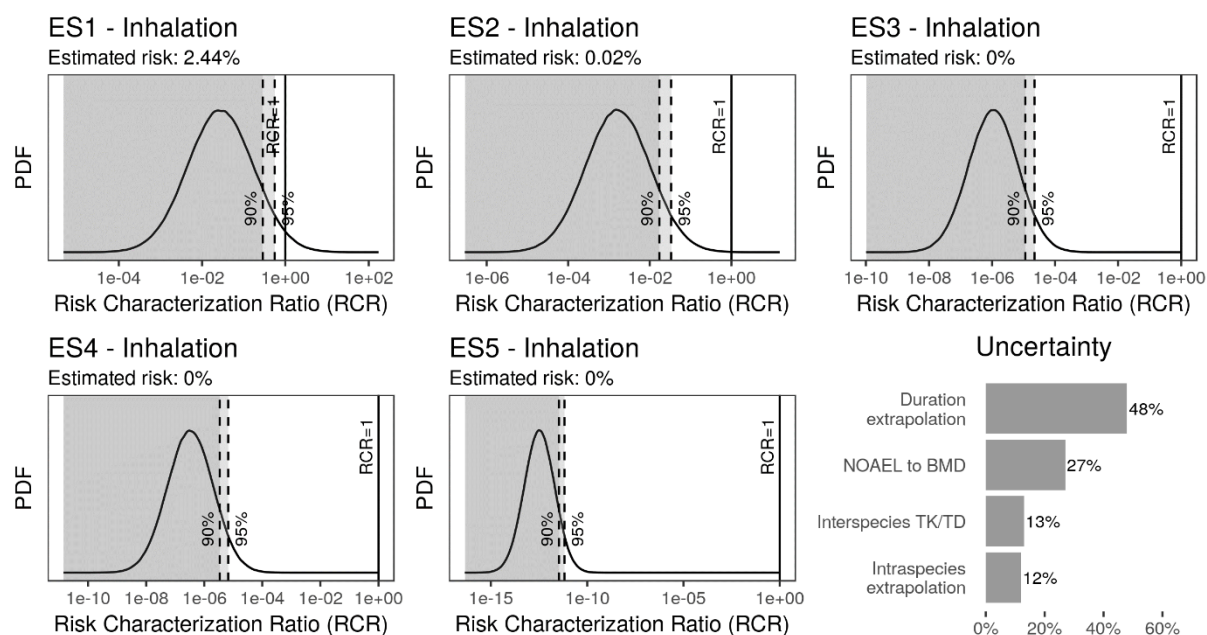 ES1 - Inhalation
Estimated risk: 2.44%
PDF
90%
95%
RCR=1
1e-04
1e-02
1e+00
1e+02
Risk Characterization Ratio (RCR)
ES2 - Inhalation
Estimated risk: 0.02%
PDF
90%
95%
RCR=1
1e-06
1e-04
1e-02
1e+00
Risk Characterization Ratio (RCR)
ES3 - Inhalation
Estimated risk: 0%
PDF
90%
95%
RCR=1
1e-10
1e-08
1e-06
1e-04
1e-02
1e+00
Risk Characterization Ratio (RCR)
ES4 - Inhalation
Estimated risk: 0%
PDF
90%
95%
RCR=1
1e-10
1e-08
1e-06
1e-04
1e-02
1e+00
Risk Characterization Ratio (RCR)
ES5 - Inhalation
Estimated risk: 0%
PDF
90%
95%
RCR=1
1e-15
1e-10
1e-05
1e+00
Risk Characterization Ratio (RCR)
Uncertainty
Duration
extrapolation
48%
NOAEL to BMD
27%
Interspecies TK/TD
13%
Intraspecies
extrapolation
12%
0%
20%
40%
60%